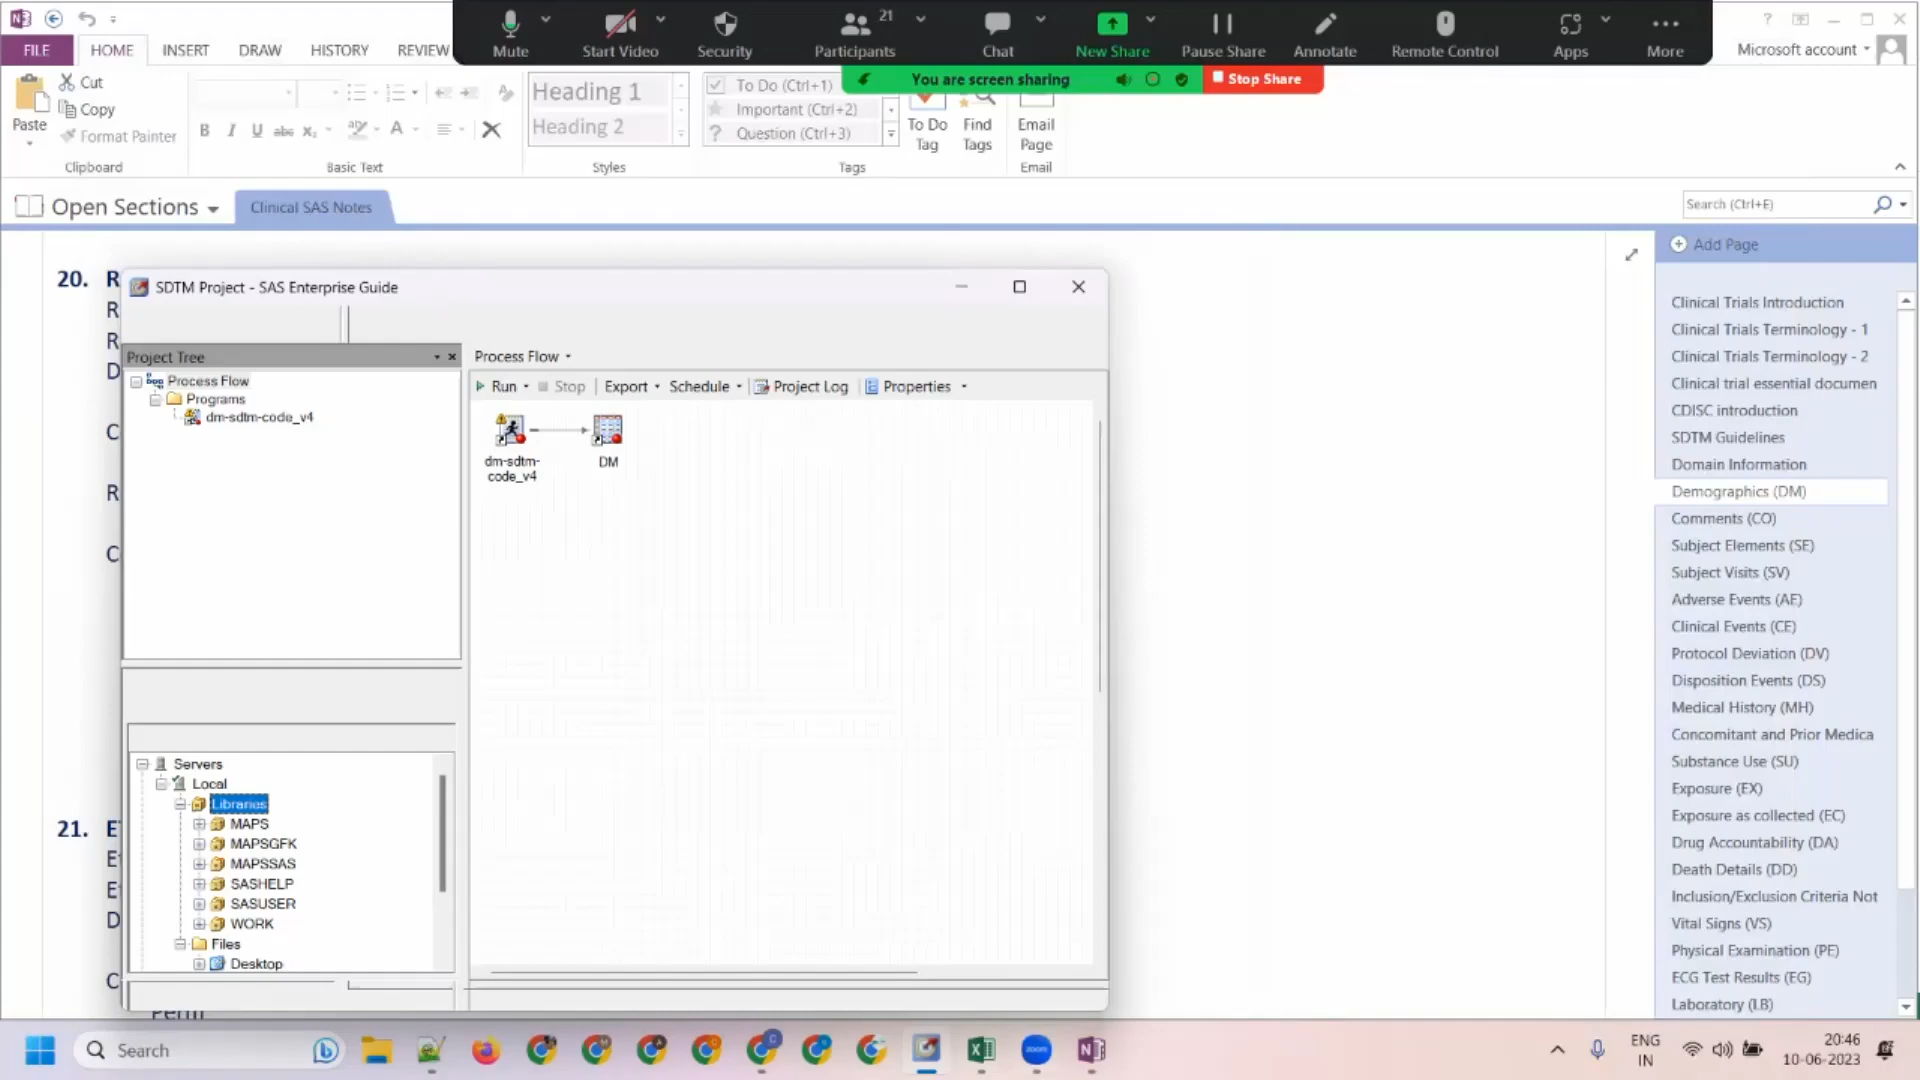 Mute
Start Video
Security
21
Participants
Chat
New Share
Pause Share
Annotate
Remote Control
Apps
More
You are screen sharing
Stop Share
FILE
HOME
INSERT
DRAW
HISTORY
REVIEW
Microsoft account
Paste
Cut
Copy
Format Painter
Clipboard
B I U abc
Basic Text
Heading 1
Heading 2
Styles
To Do (Ctrl+1)
Important (Ctrl+2)
Question (Ctrl+3)
Tags
To Do
Tag
Find
Tags
Email
Page
Email
Open Sections
Clinical SAS Notes
Search (Ctrl+E)
20. R
R
R
D
C
R
C
21.
D
C
SDTM Project - SAS Enterprise Guide
Project Tree
Process Flow
Programs
dm-sdtm-code_v4
Process Flow
Run
Stop
Export
Schedule
Project Log
Properties
dm-sdtm-
code_v4
DM
Servers
Local
Libraries
MAPS
MAPSGFK
MAPSSAS
SASHELP
SASUSER
WORK
Files
Desktop
Add Page
Clinical Trials Introduction
Clinical Trials Terminology - 1
Clinical Trials Terminology - 2
Clinical trial essential documen
CDISC introduction
SDTM Guidelines
Domain Information
Demographics (DM)
Comments (CO)
Subject Elements (SE)
Subject Visits (SV)
Adverse Events (AE)
Clinical Events (CE)
Protocol Deviation (DV)
Disposition Events (DS)
Medical History (MH)
Concomitant and Prior Medica
Substance Use (SU)
Exposure (EX)
Exposure as collected (EC)
Drug Accountability (DA)
Death Details (DD)
Inclusion/Exclusion Criteria Not
Vital Signs (VS)
Physical Examination (PE)
ECG Test Results (EG)
Laboratory (LB)
Search
zoom
ENG
IN
20:46
10-06-2023